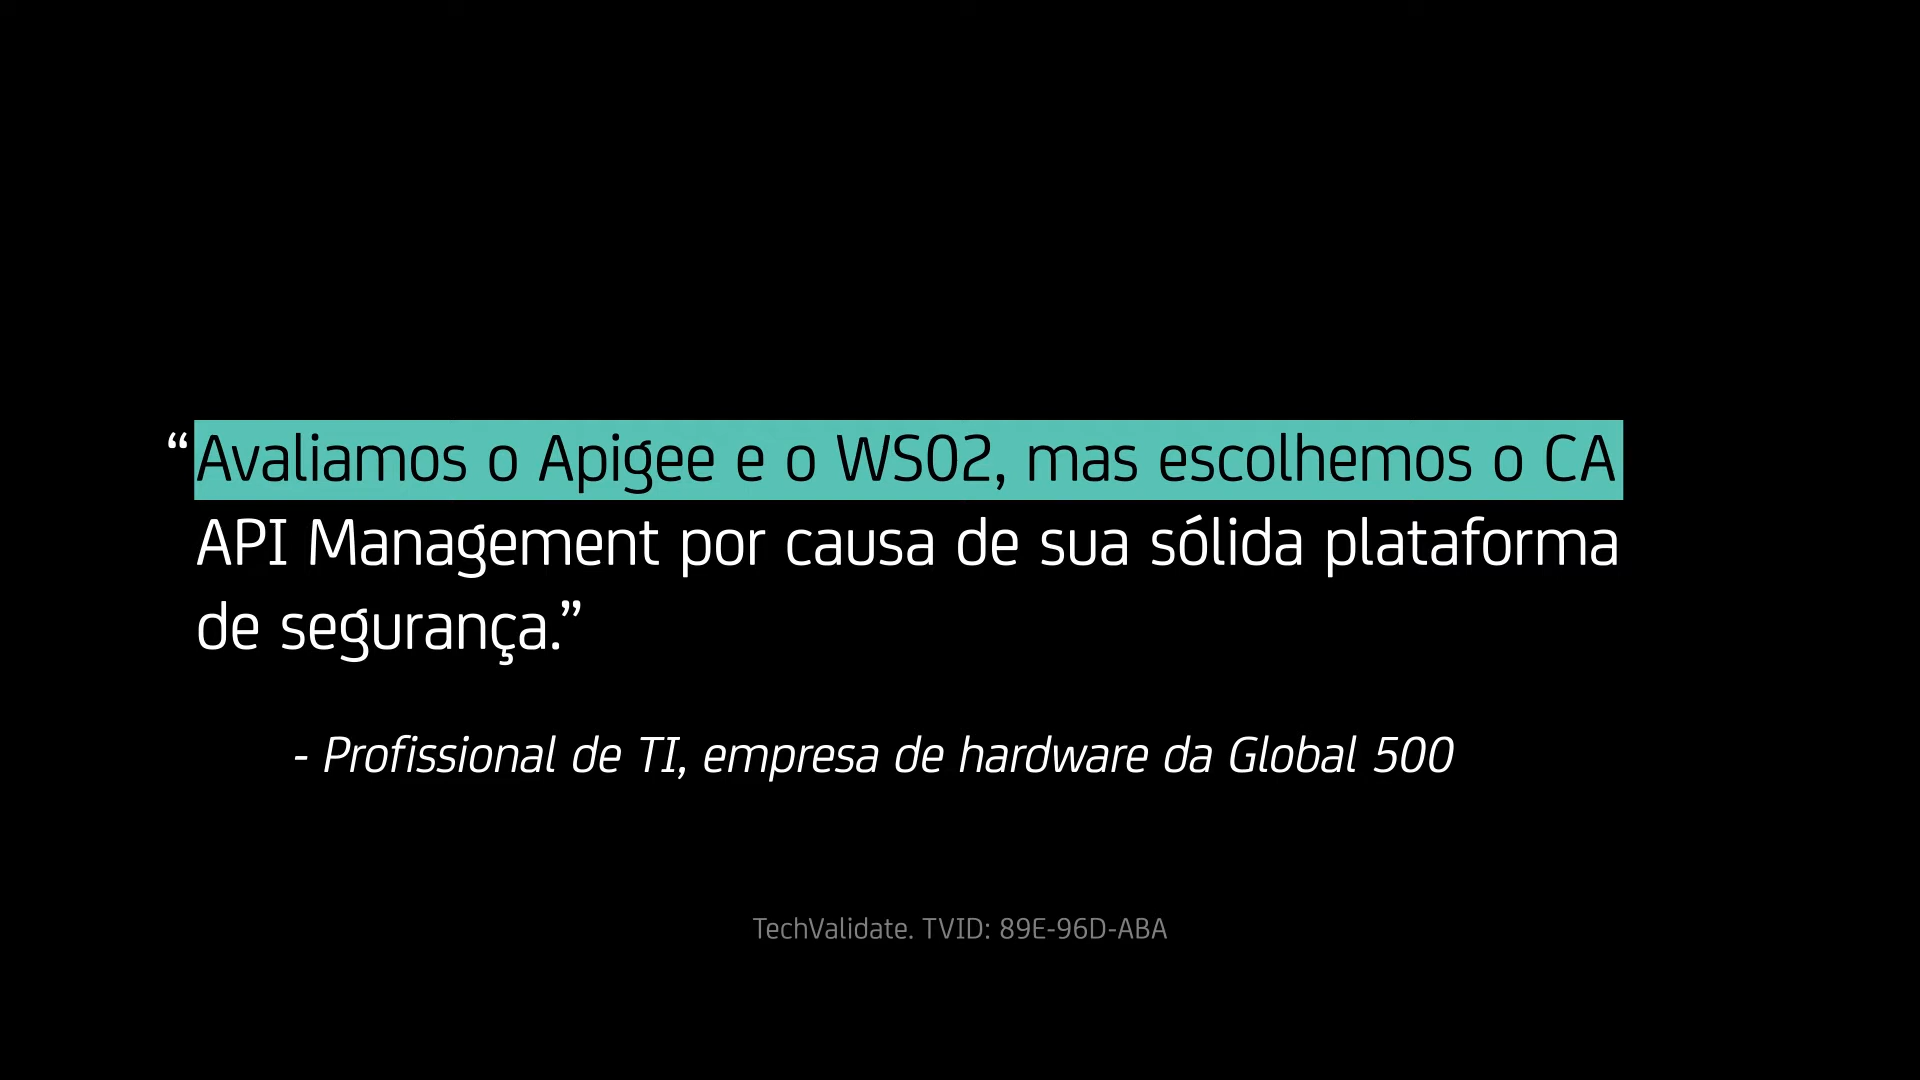 “Avaliamos o Apigee e o WS02, mas escolhemos o CA
API Management por causa de sua sólida plataforma
de segurança.”
- Profissional de TI, empresa de hardware da Global 500
TechValidate. TVID: 89E-96D-ABA